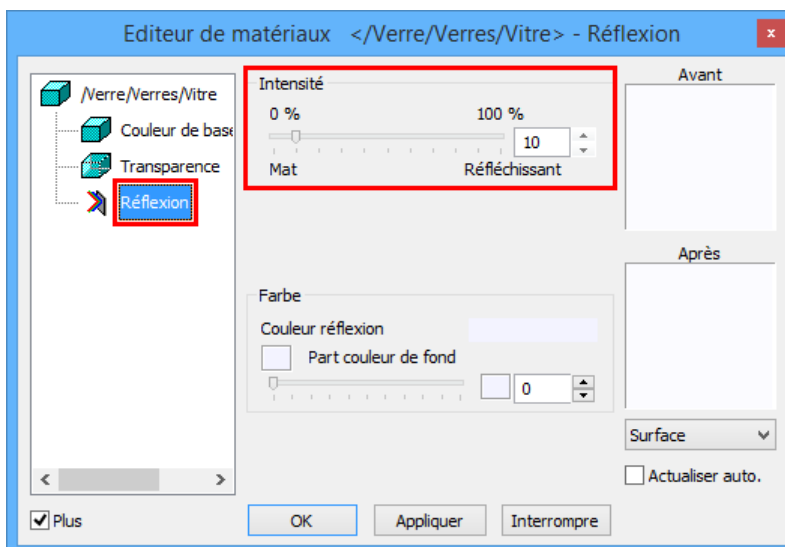 Editeur de matériaux </Verre/Verres/Vitre> - Réflexion
x
/Verre/Verres/Vitre
Couleur de base
Transparence
Réflexion
Intensité
0 % 100 %
10
Mat Réfléchissant
Farbe
Couleur réflexion
Part couleur de fond
0
Avant
Après
Surface
Actualiser auto.
Plus
OK Appliquer Interrompre